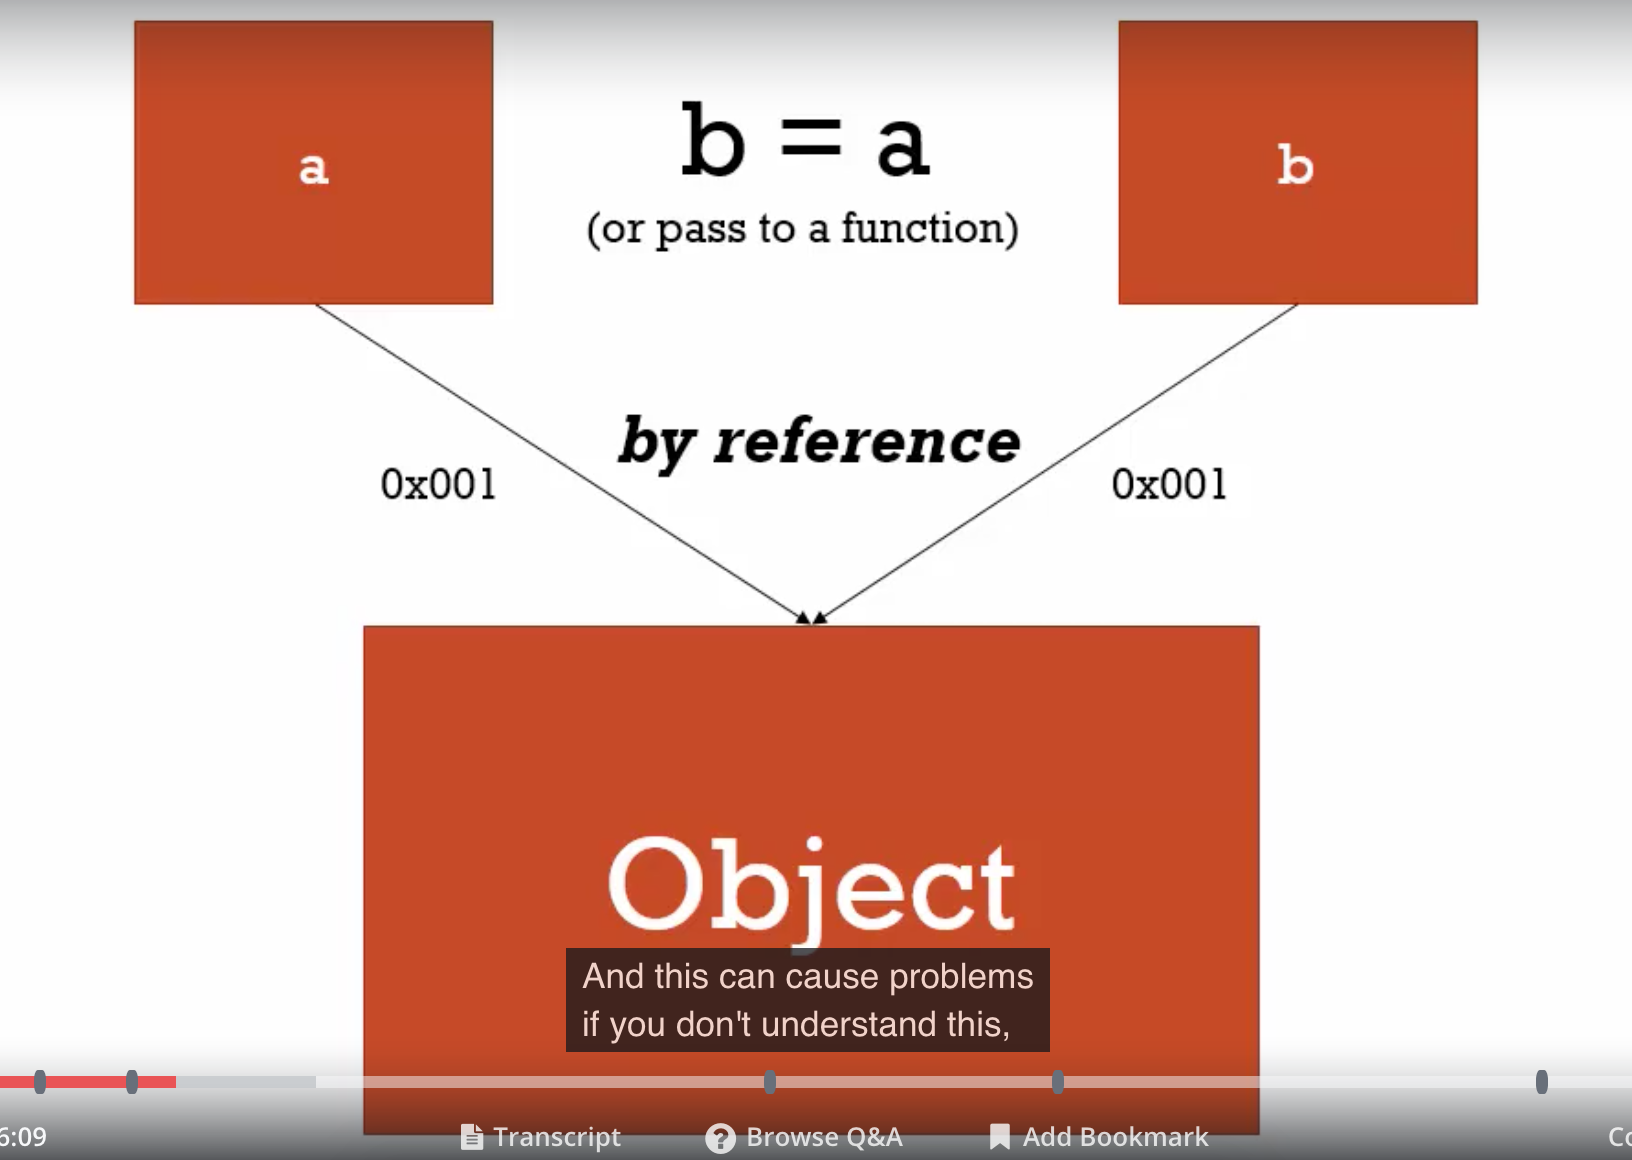 a
b = a
b
(or pass to a function)
by reference
0x001
0x001
Object
And this can cause problems
if you don't understand this,
6:09
Transcript
Browse Q&A
Add Bookmark